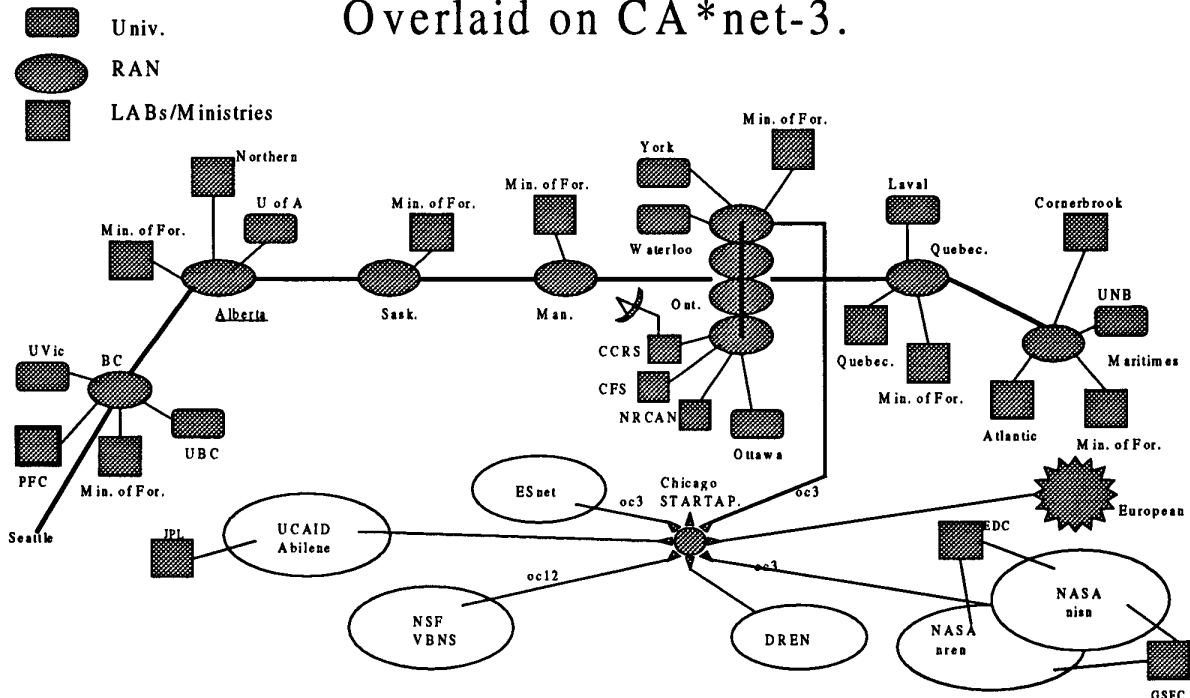 Overlaid on CA*net-3.
Univ.
RAN
LABs/Ministries
Min. of For.
York
Northern
Min. of For.
Laval
Min. of For.
Cornerbrook
U of A
Min. of For.
Waterloo
Quebec.
UNB
Ont.
Alberta
Sask.
Man.
CCRS
Quebec.
Maritimes
UVic
BC
CFS
Min. of For.
NRCAN
Atlantic
Min. of For.
UBC
Ottawa
PFC
Min. of For.
Chicago
STARTAP.
ESnet
oc3
oc3
European
Seattle
JPL
UCAID
Abilene
EDC
oc3
oc12
NASA
nisn
NSF
VBNS
DREN
NASA
nren
GSFC